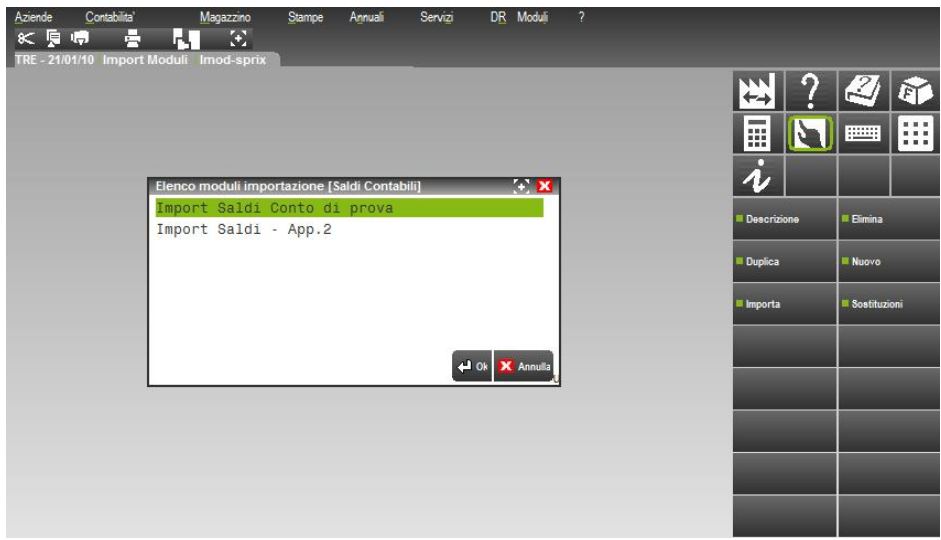 Aziende Contabilita' Magazzino Stampe Annuali Servizi DR Moduli ?
TRE - 21/01/10 Import Moduli Imod-sprix
Elenco moduli importazione [Saldi Contabili]
Import Saldi Conto di prova
Import Saldi - App.2
Ok Annulla
Descrizione Elimina
Duplica Nuovo
Importa Sostituzioni